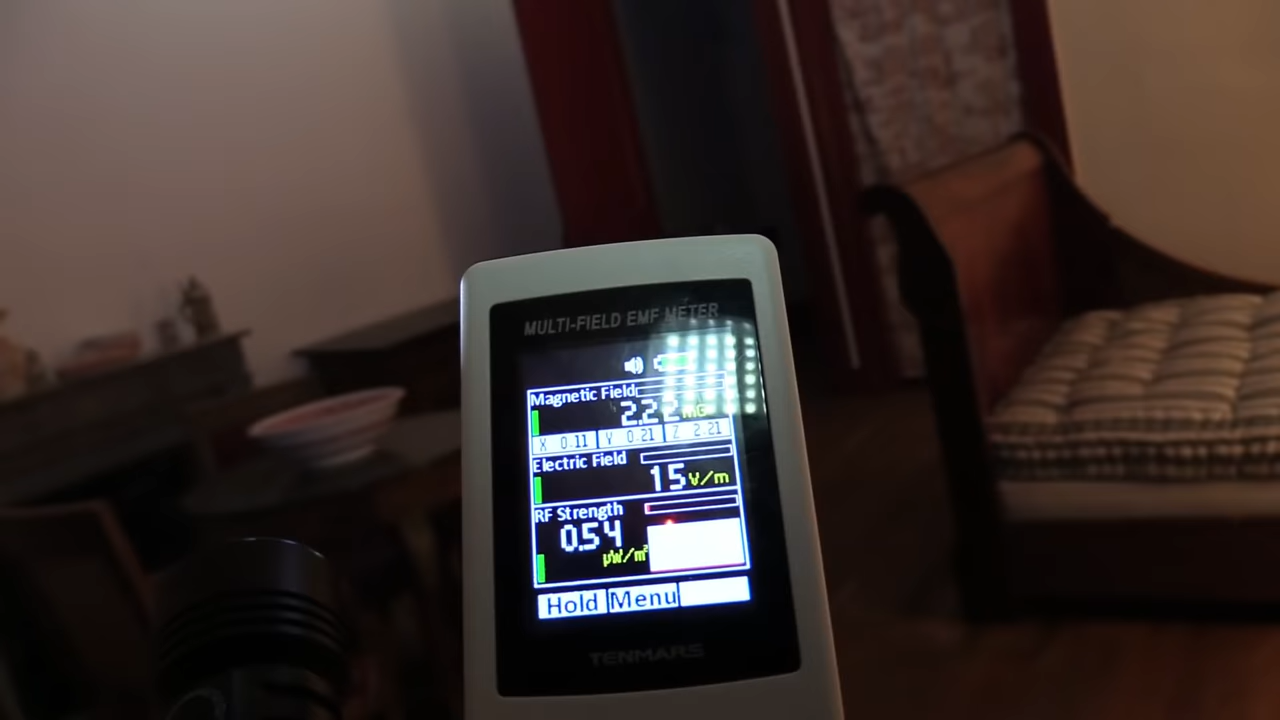 MULTI-FIELD EMF METER
Magnetic Field
2.22 mG
X 0.11 Y 0.21 Z 2.21
Electric Field
15 V/m
RF Strength
0.54
µW/m²
Hold Menu
TENMARS